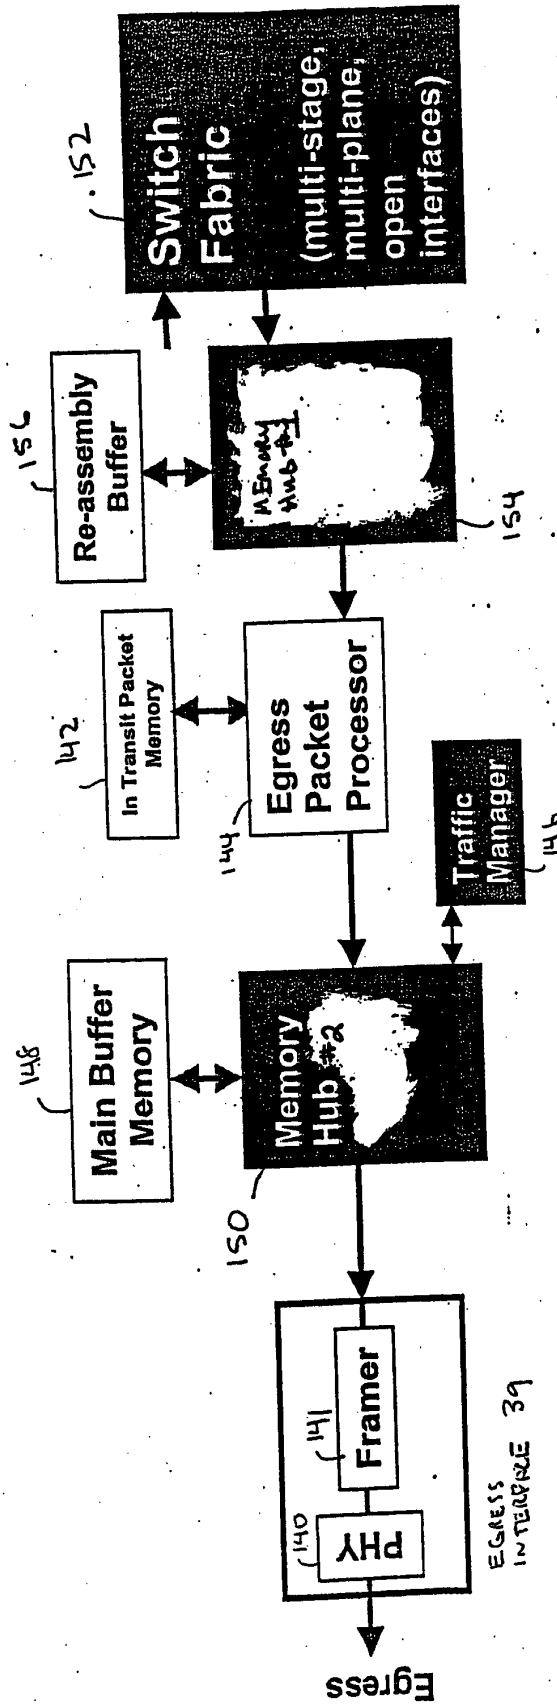 Egress
140
PHY
141
Framer
EGRESS
INTERFACE 39
148
Main Buffer
Memory
150
Memory
Hub #2
Traffic
Manager
146
142
In Transit Packet
Memory
144
Egress
Packet
Processor
156
Re-assembly
Buffer
MEmory
Hub #1
154
152
Switch
Fabric
(multi-stage,
multi-plane,
open
interfaces)